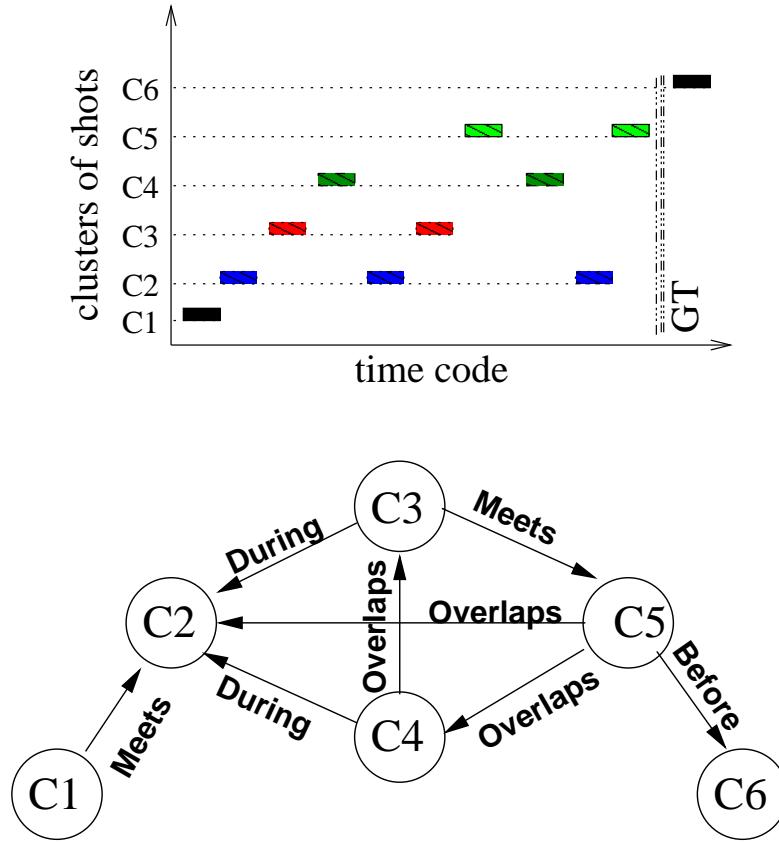 clusters of shots
C6
C5
C4
C3
C2
C1
GT
time code
C3
Meets
During
Overlaps
C2
Overlaps
C5
During
Overlaps
Before
Meets
C4
C1
C6